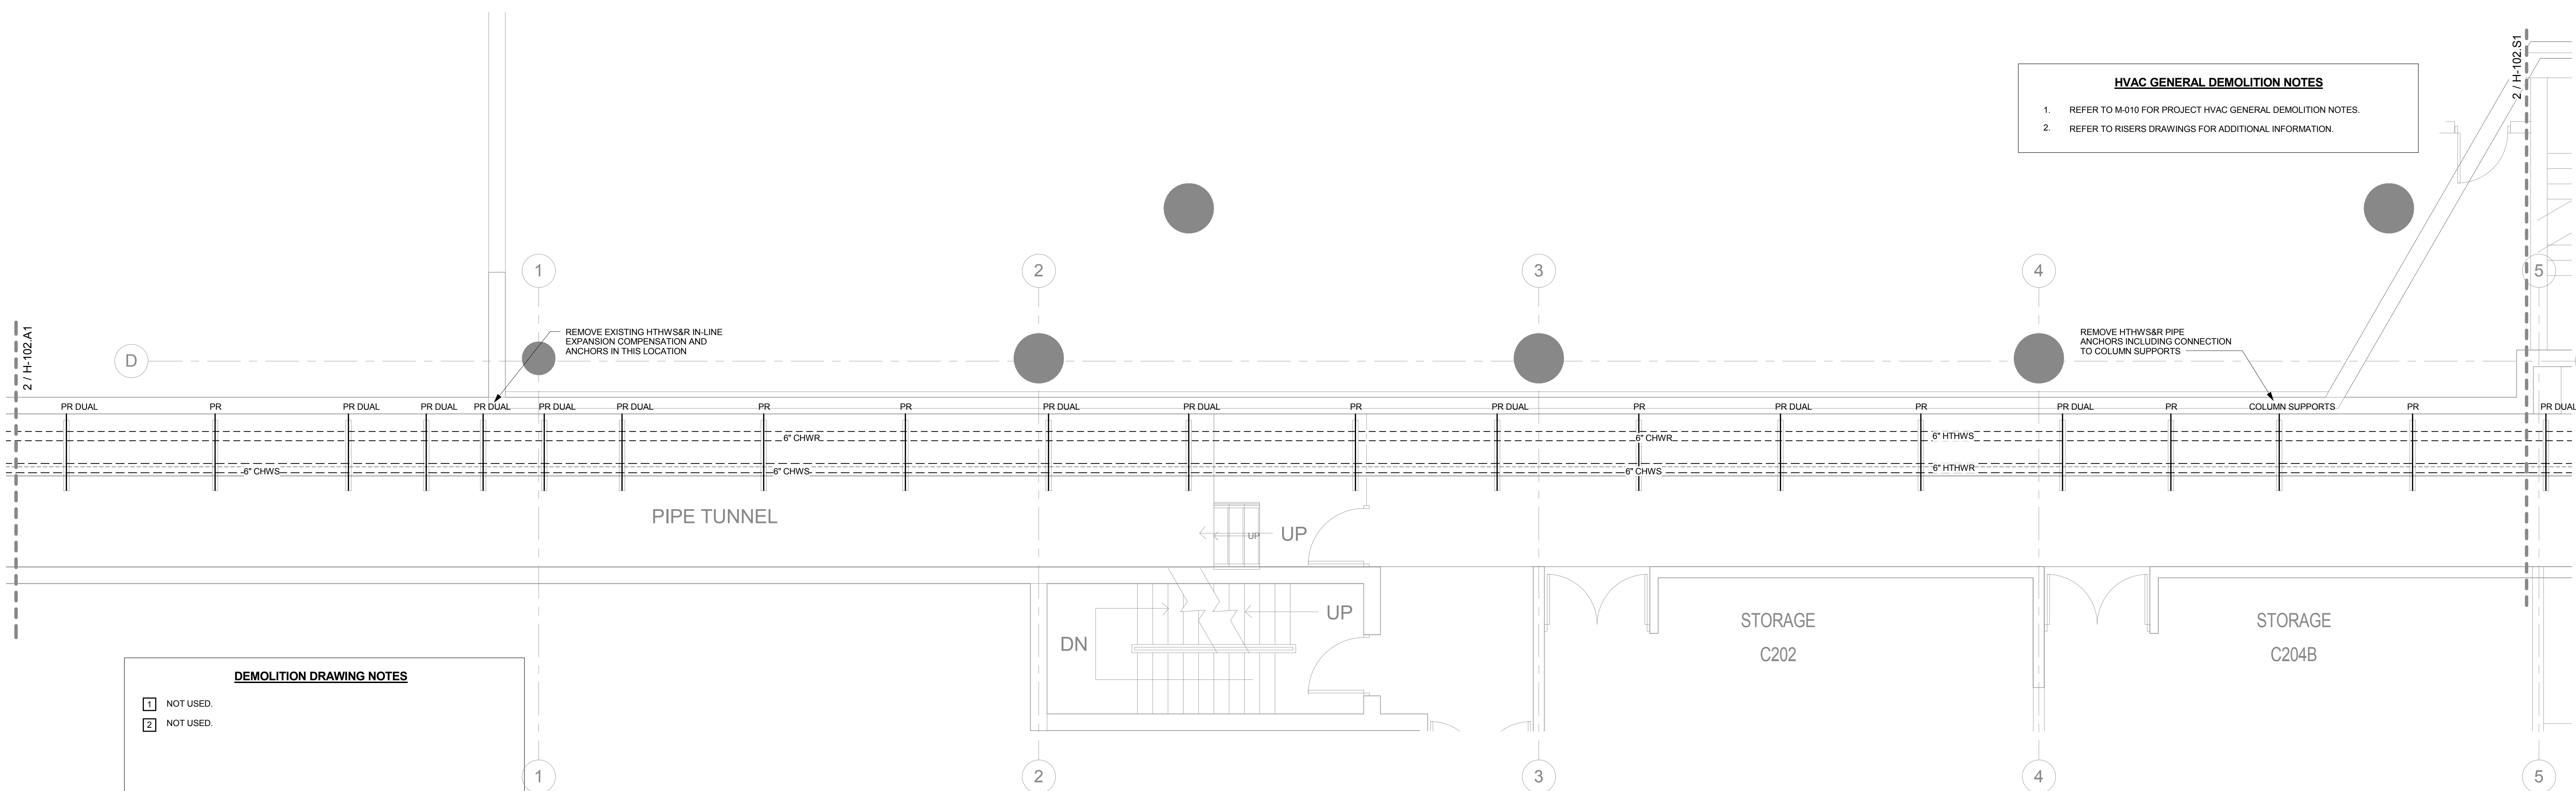 2 / H-102.S1
HVAC GENERAL DEMOLITION NOTES
1. REFER TO M-010 FOR PROJECT HVAC GENERAL DEMOLITION NOTES.
2. REFER TO RISERS DRAWINGS FOR ADDITIONAL INFORMATION.
1
2
3
4
5
2 / H-102.A1
D
REMOVE EXISTING HTHWS&R IN-LINE
EXPANSION COMPENSATION AND
ANCHORS IN THIS LOCATION
REMOVE HTHWS&R PIPE
ANCHORS INCLUDING CONNECTION
TO COLUMN SUPPORTS
PR DUAL
PR
PR DUAL
PR DUAL
PR DUAL
PR DUAL
PR DUAL
PR
PR
PR DUAL
PR DUAL
PR
PR DUAL
PR
PR DUAL
PR
PR DUAL
PR
COLUMN SUPPORTS
PR
PR DUAL
6" CHWR
6" CHWR
6" HTHWS
6" CHWS
6" CHWS
6" CHWS
6" HTHWR
PIPE TUNNEL
UP
UP
UP
DN
STORAGE
C202
STORAGE
C204B
DEMOLITION DRAWING NOTES
1 NOT USED.
2 NOT USED.
1
2
3
4
5